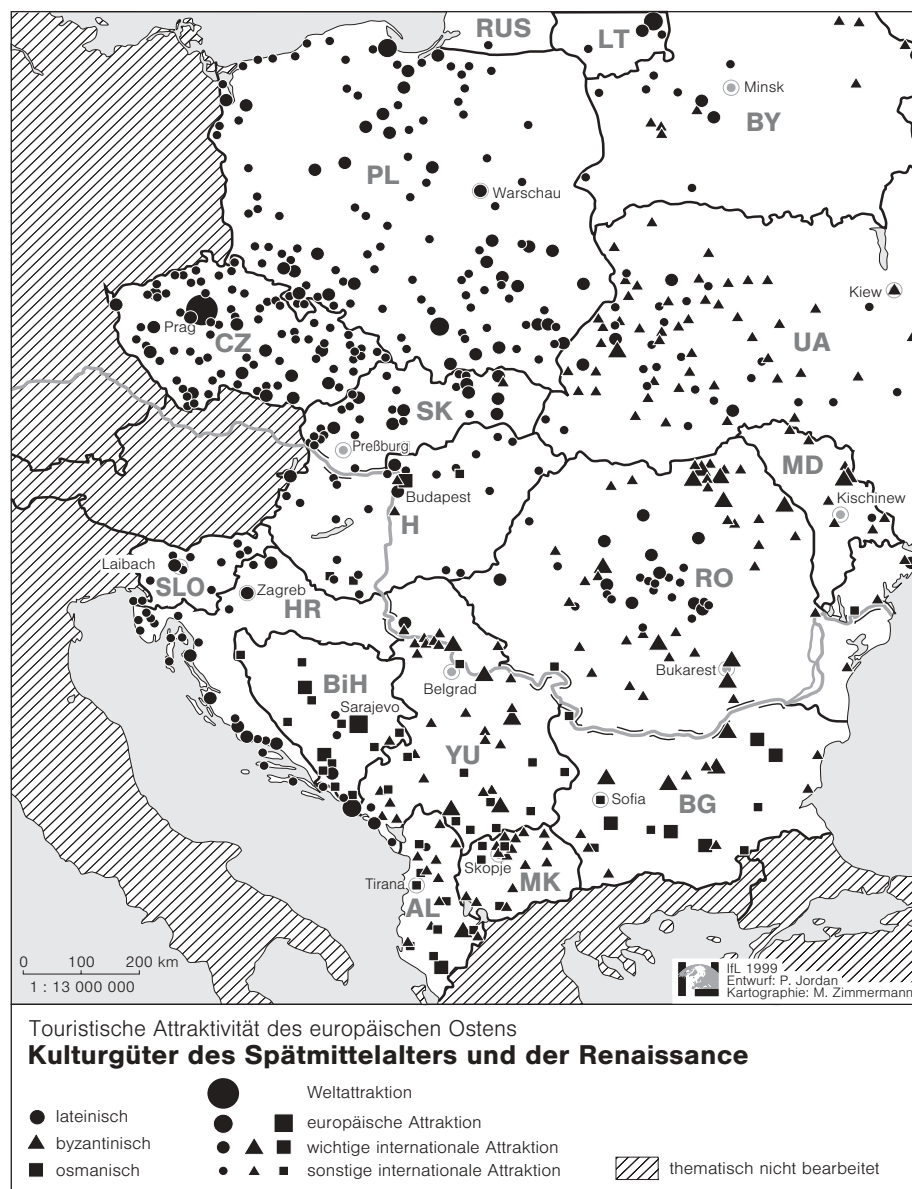 RUS
LT
Minsk
BY
PL
Warschau
Kiew
Prag
CZ
UA
SK
Preßburg
MD
Budapest
Kischinew
H
Laibach
SLO
Zagreb
HR
RO
BiH
Bukarest
Sarajevo
Belgrad
YU
Sofia
BG
Skopje
Tirana
MK
AL
0 100 200 km
1 : 13 000 000
IfL 1999
Entwurf: P. Jordan
Kartographie: M. Zimmermann
Touristische Attraktivität des europäischen Ostens
Kulturgüter des Spätmittelalters und der Renaissance
Weltattraktion
lateinisch
europäische Attraktion
byzantinisch
wichtige internationale Attraktion
osmanisch
sonstige internationale Attraktion
thematisch nicht bearbeitet